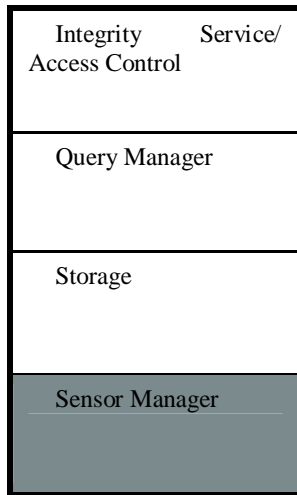 Integrity Service/
Access Control
Query Manager
Storage
Sensor Manager